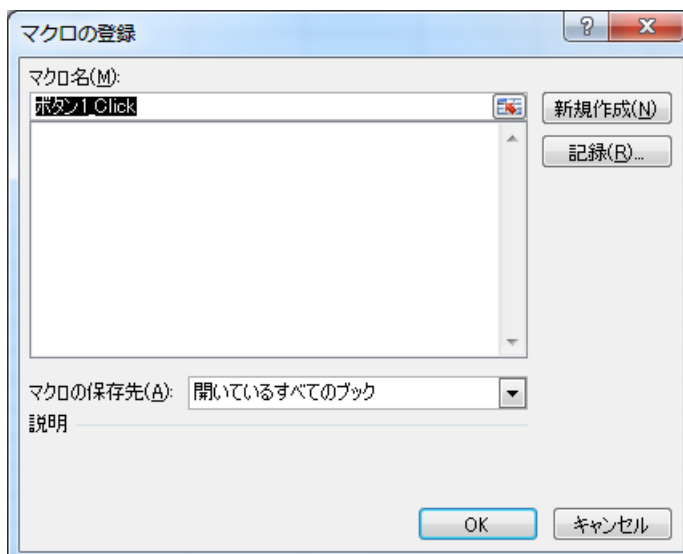 マクロの登録
マクロ名(M):
ボタン1_Click
新規作成(N)
記録(R)...
マクロの保存先(A):
開いているすべてのブック
説明
OK
キャンセル